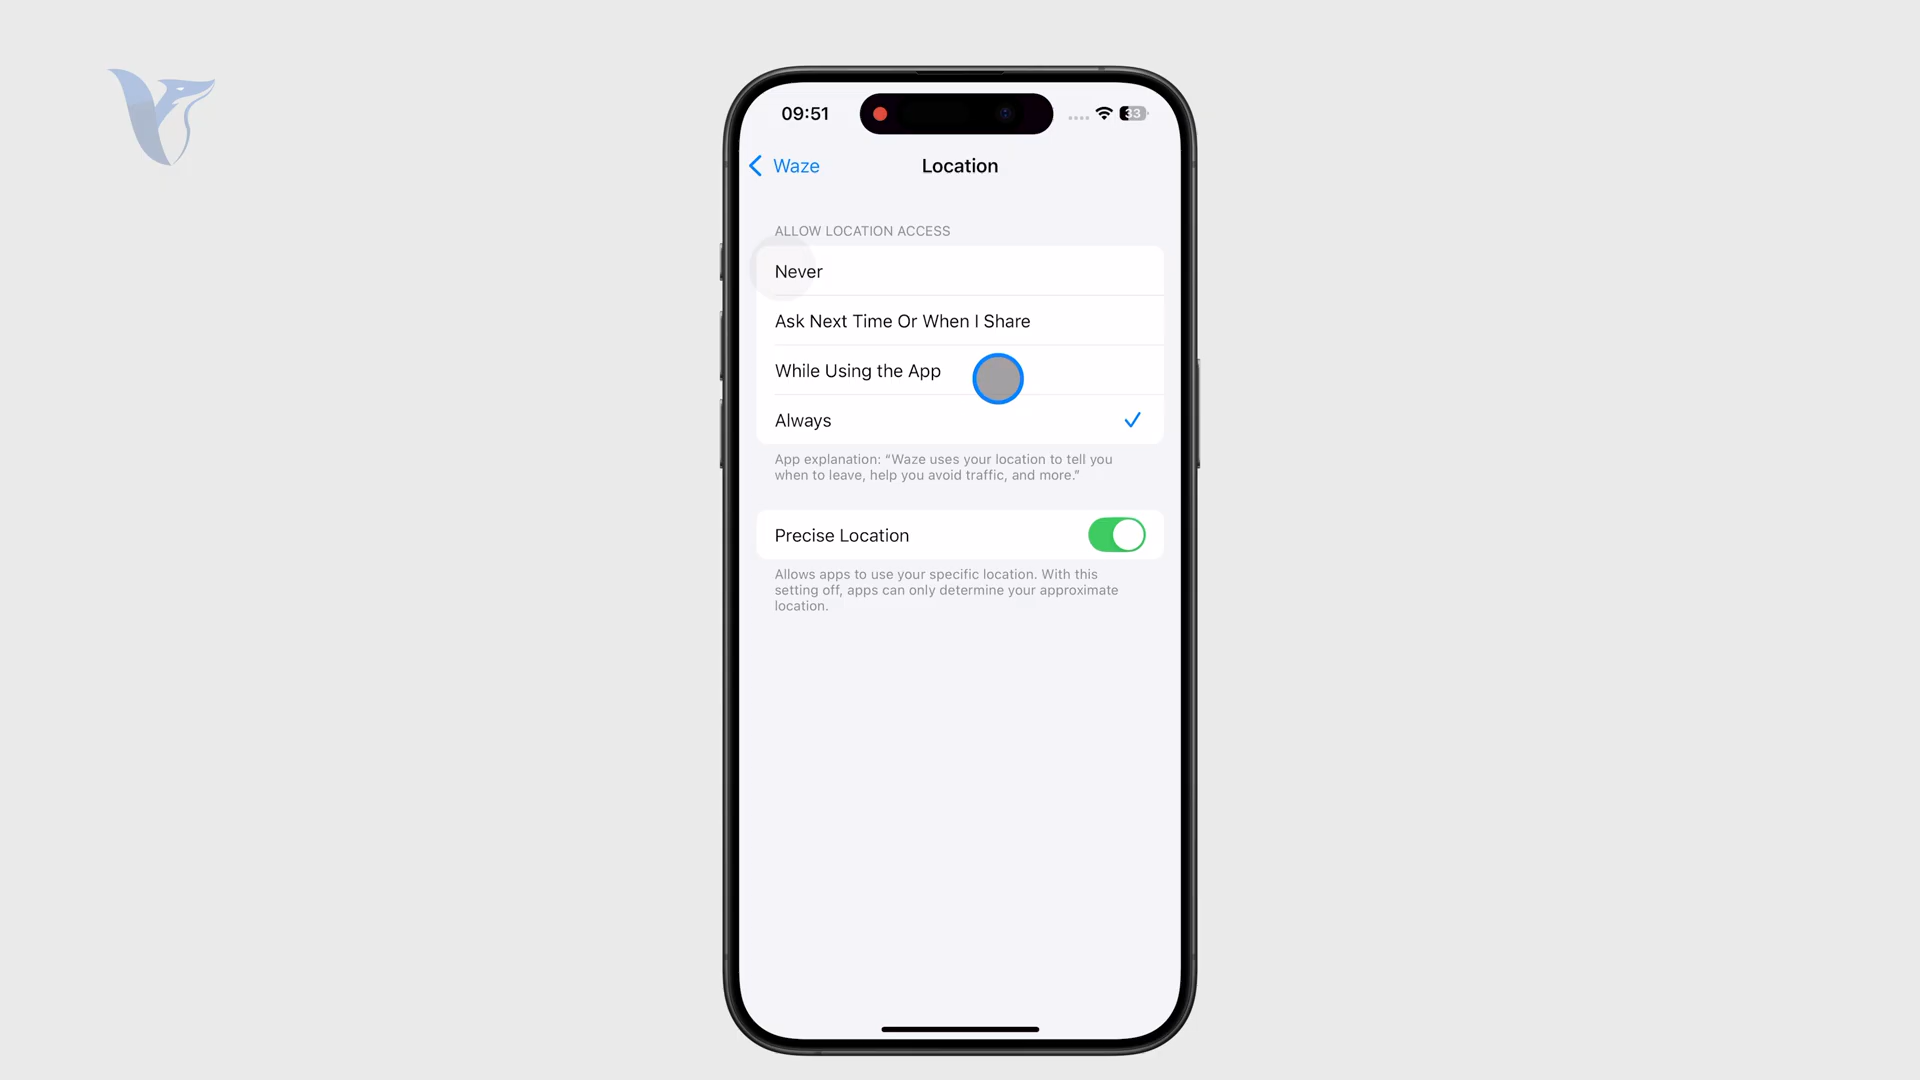 09:51
33
Waze
Location
ALLOW LOCATION ACCESS
Never
Ask Next Time Or When I Share
While Using the App
Always
App explanation: “Waze uses your location to tell you
when to leave, help you avoid traffic, and more.”
Precise Location
Allows apps to use your specific location. With this
setting off, apps can only determine your approximate
location.